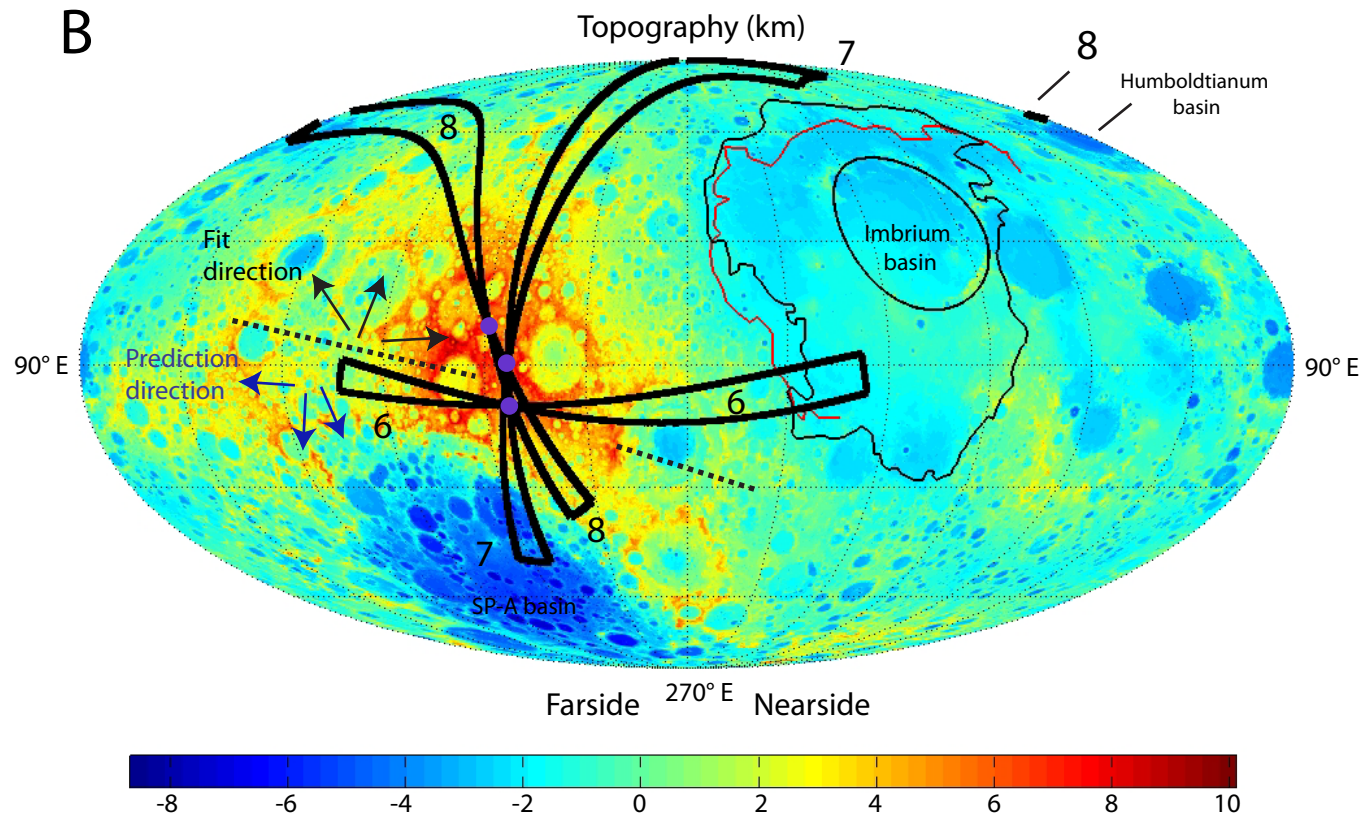 B
Topography (km)
7
8
Humboldtianum
basin
8
Fit
direction
Imbrium
basin
90° E
Prediction
direction
90° E
6
6
8
7
SP-A basin
270° E
Farside
Nearside
-8
-6
-4
-2
0
2
4
6
8
10